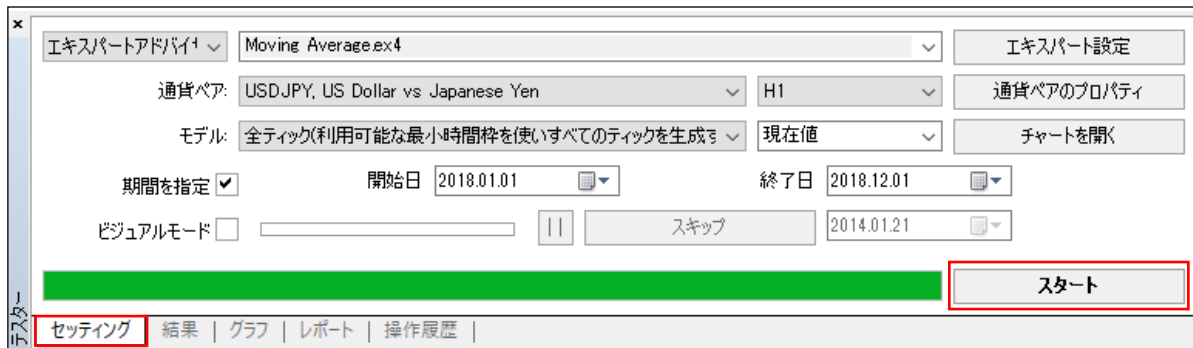 エキスパートアドバイザ Moving Average.ex4 エキスパート設定
通貨ペア: USDJPY, US Dollar vs Japanese Yen H1 通貨ペアのプロパティ
モデル: 全ティック(利用可能な最小時間枠を使いすべてのティックを生成す 現在値 チャートを開く
期間を指定 開始日 2018.01.01 終了日 2018.12.01
ビジュアルモード スキップ 2014.01.21
スタート
テスター
セッティング | 結果 | グラフ | レポート | 操作履歴 |